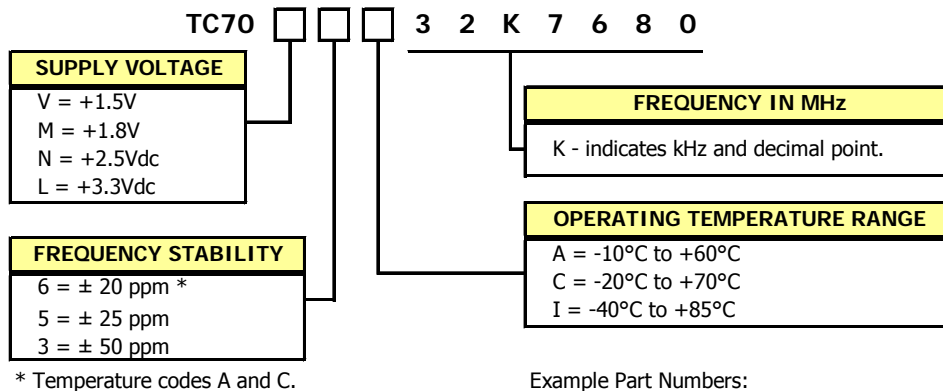 TC70 □ □ □ 3 2 K 7 6 8 0
SUPPLY VOLTAGE
V = +1.5V
M = +1.8V
N = +2.5Vdc
L = +3.3Vdc
FREQUENCY IN MHz
K - indicates kHz and decimal point.
FREQUENCY STABILITY
6 = ± 20 ppm *
5 = ± 25 ppm
3 = ± 50 ppm
OPERATING TEMPERATURE RANGE
A = -10°C to +60°C
C = -20°C to +70°C
I = -40°C to +85°C
* Temperature codes A and C.
Example Part Numbers: